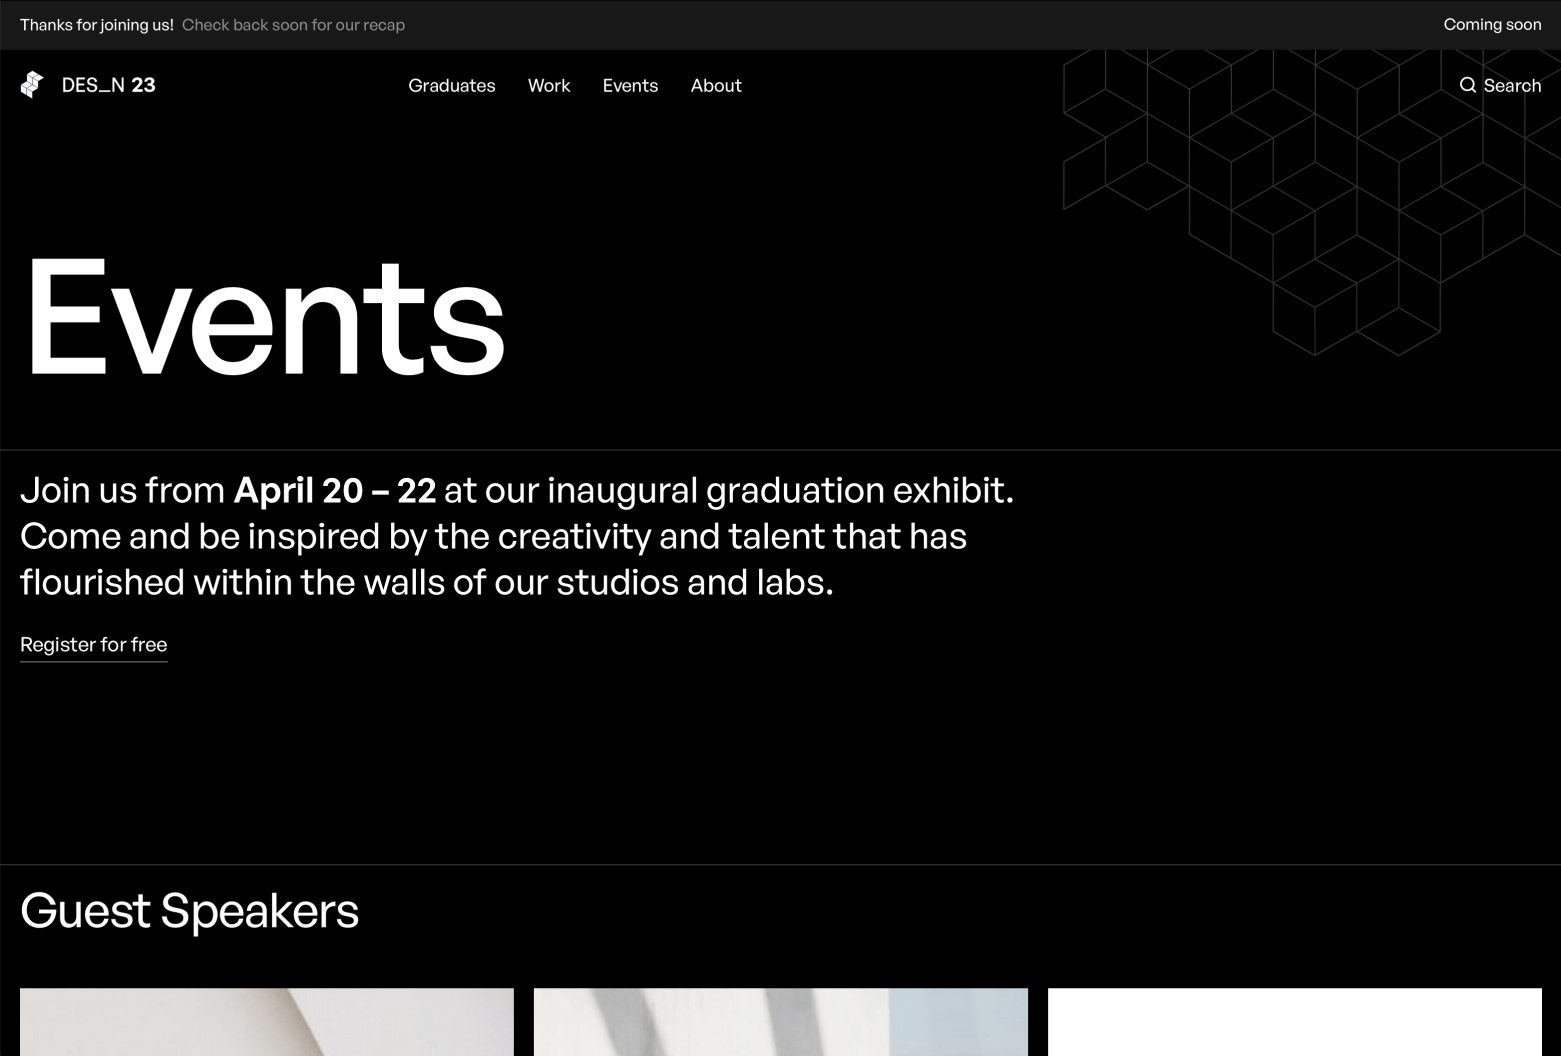 Thanks for joining us! Check back soon for our recap
Coming soon
DES_N 23
Graduates
Work
Events
About
Search
Events
Join us from April 20 – 22 at our inaugural graduation exhibit.
Come and be inspired by the creativity and talent that has
flourished within the walls of our studios and labs.
Register for free
Guest Speakers